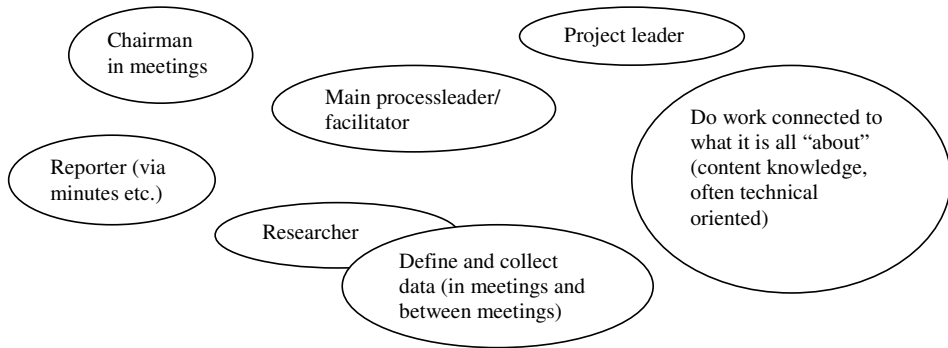 Chairman
in meetings
Project leader
Main processleader/
facilitator
Do work connected to
what it is all “about”
(content knowledge,
often technical
oriented)
Reporter (via
minutes etc.)
Researcher
Define and collect
data (in meetings and
between meetings)